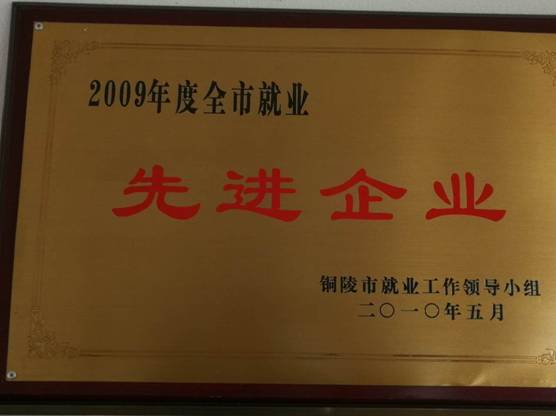 2009年度全市就业
先进企业
铜陵市就业工作领导小组
二〇一〇年五月